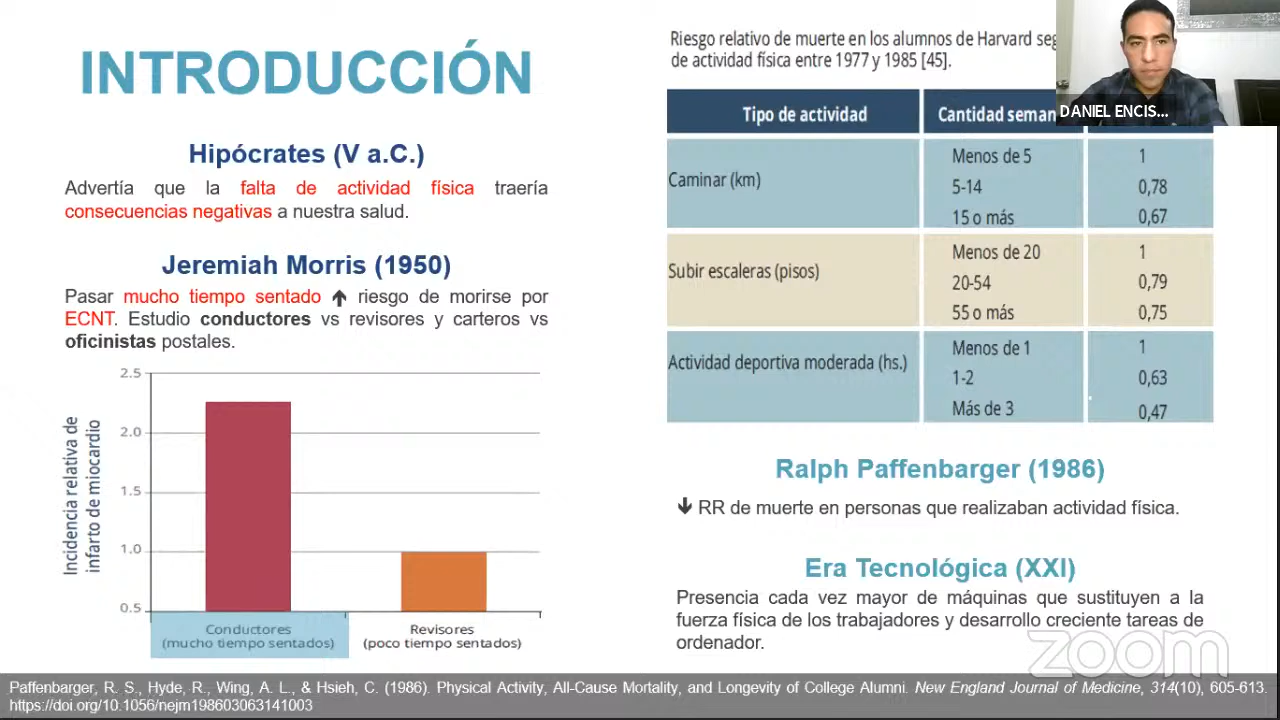 INTRODUCCIÓN
Hipócrates (V a.C.)
Advertía que la falta de actividad física traería
consecuencias negativas a nuestra salud.
Jeremiah Morris (1950)
Pasar mucho tiempo sentado 🡹 riesgo de morirse por
ECNT. Estudio conductores vs revisores y carteros vs
oficinistas postales.
Incidencia relativa de
infarto de miocardio
2.5
2.0
1.5
1.0
0.5
Conductores
(mucho tiempo sentados)
Revisores
(poco tiempo sentados)
Riesgo relativo de muerte en los alumnos de Harvard
de actividad física entre 1977 y 1985 [45].
DANIEL ENCIS...
Tipo de actividad
Cantidad
Caminar (km)
Menos de 5 1
5-14 0,78
15 o más 0,67
Subir escaleras (pisos)
Menos de 20 1
20-54 0,79
55 o más 0,75
Actividad deportiva moderada (hs.)
Menos de 1 1
1-2 0,63
Más de 3 0,47
Ralph Paffenbarger (1986)
🡻 RR de muerte en personas que realizaban actividad física.
Era Tecnológica (XXI)
Presencia cada vez mayor de máquinas que sustituyen a la
fuerza física de los trabajadores y desarrollo creciente tareas de
ordenador.
zoom
Paffenbarger, R. S., Hyde, R., Wing, A. L., & Hsieh, C. (1986). Physical Activity, All-Cause Mortality, and Longevity of College Alumni. New England Journal of Medicine, 314(10), 605-613.
https://doi.org/10.1056/nejm198603063141003